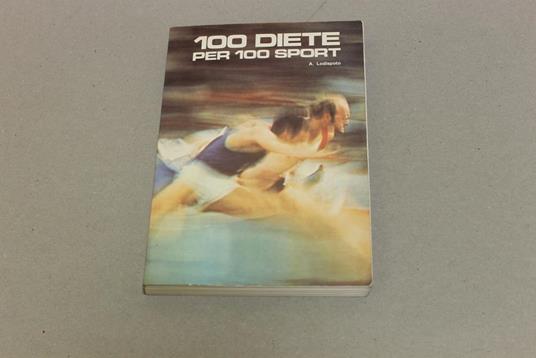 100 DIETE
PER 100 SPORT
A. Lodispoto